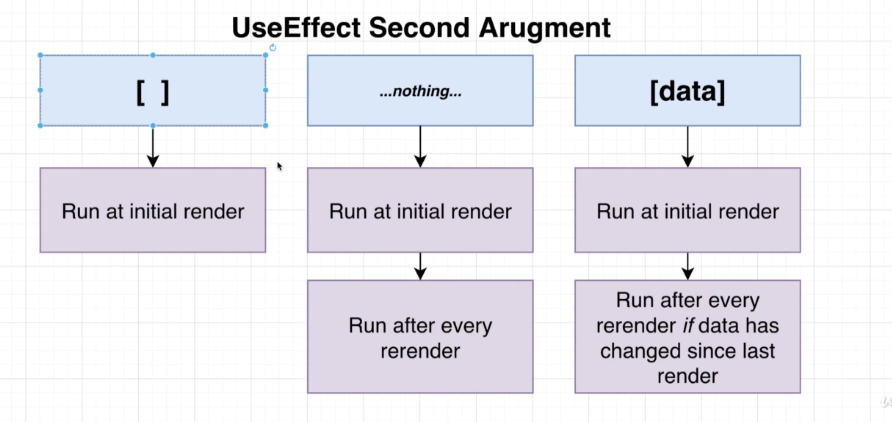 UseEffect Second Arugment
[ ]
...nothing...
[data]
Run at initial render
Run at initial render
Run at initial render
Run after every
rerender
Run after every
rerender if data has
changed since last
render